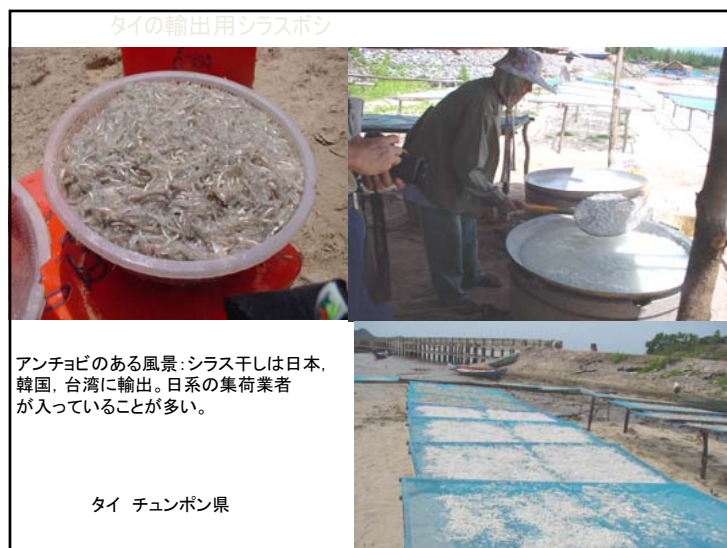 タイの輸出用シラスボシ
アンチョビのある風景：シラス干しは日本，
韓国，台湾に輸出。日系の集荷業者
が入っていることが多い。
タイ　チュンポン県